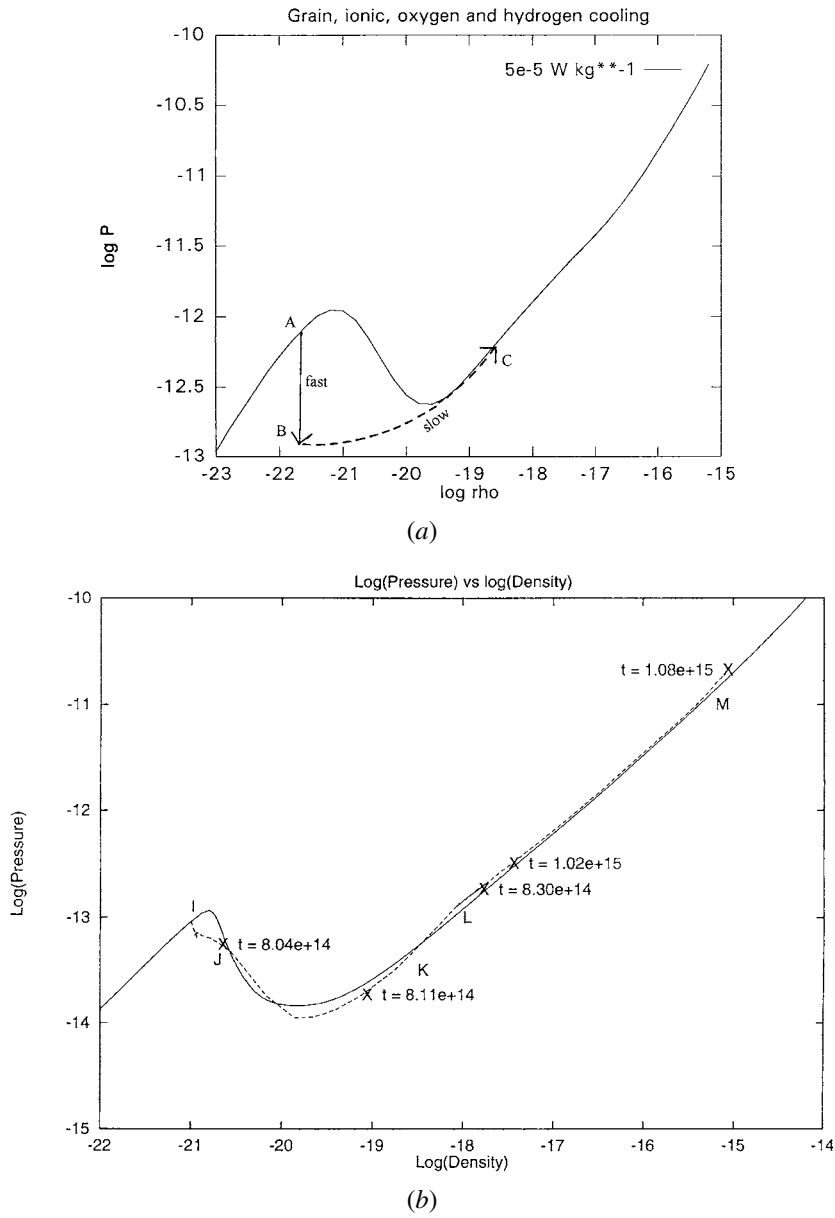 Grain, ionic, oxygen and hydrogen cooling
5e-5 W kg**-1
-10
-10.5
-11
-11.5
-12
-12.5
-13
log P
A
fast
B
slow
C
-23 -22 -21 -20 -19 -18 -17 -16 -15
log rho
(a)
Log(Pressure) vs log(Density)
-10
-11
-12
-13
-14
-15
Log(Pressure)
t = 1.08e+15 X
M
X t = 1.02e+15
X t = 8.30e+14
L
I
X t = 8.04e+14
J
K
X t = 8.11e+14
-22 -21 -20 -19 -18 -17 -16 -15 -14
Log(Density)
(b)